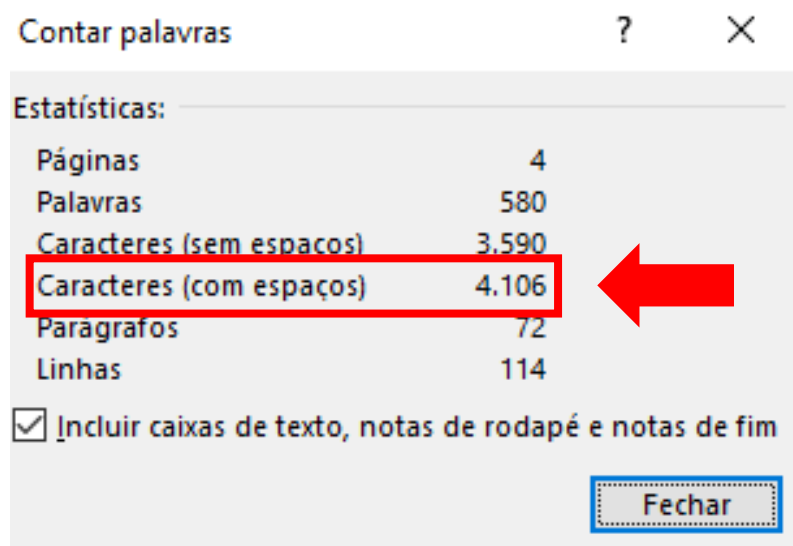 Contar palavras ? ×
Estatísticas:
Páginas 4
Palavras 580
Caracteres (sem espaços) 3.590
Caracteres (com espaços) 4.106
Parágrafos 72
Linhas 114
Incluir caixas de texto, notas de rodapé e notas de fim
Fechar